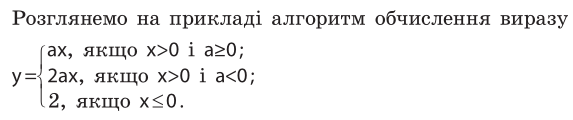 Розглянемо на прикладі алгоритм обчислення виразу
ax, якщо x>0 і a≥0;
y={2ax, якщо x>0 і a<0;
2, якщо x≤0.